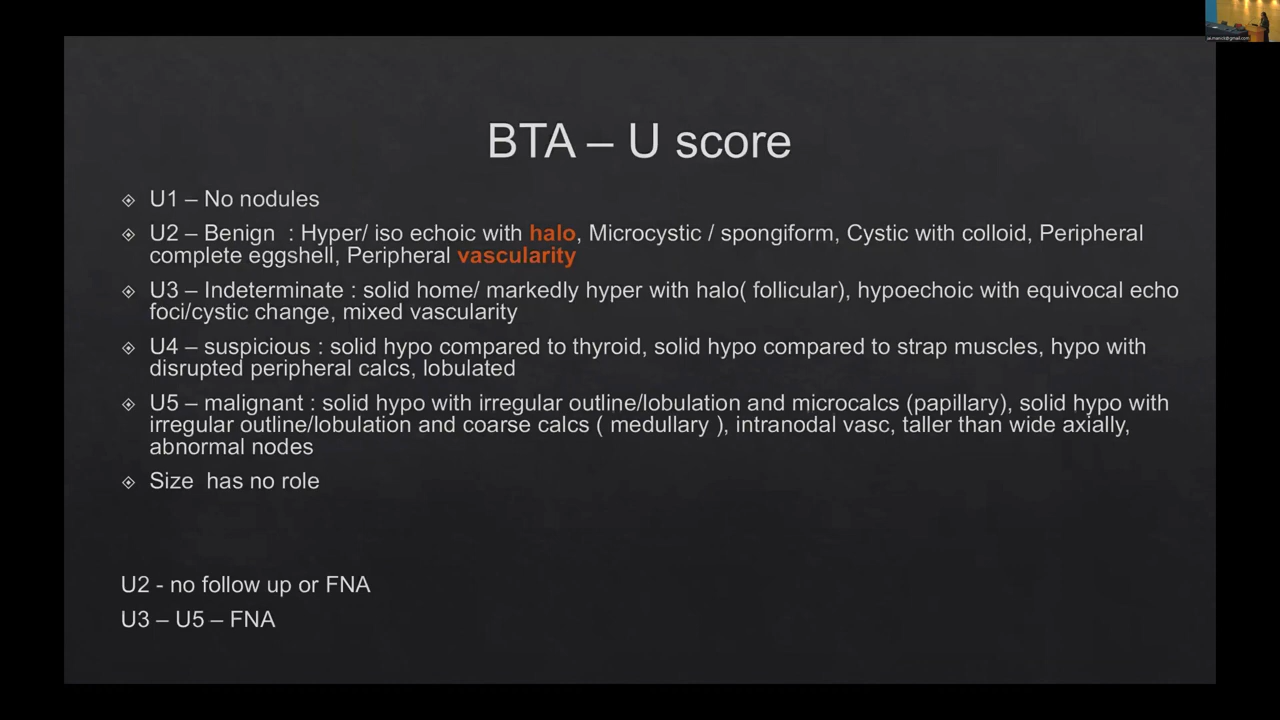 BTA – U score
U1 – No nodules
U2 – Benign : Hyper/ iso echoic with halo, Microcystic / spongiform, Cystic with colloid, Peripheral
complete eggshell, Peripheral vascularity
U3 – Indeterminate : solid home/ markedly hyper with halo( follicular), hypoechoic with equivocal echo
foci/cystic change, mixed vascularity
U4 – suspicious : solid hypo compared to thyroid, solid hypo compared to strap muscles, hypo with
disrupted peripheral calcs, lobulated
U5 – malignant : solid hypo with irregular outline/lobulation and microcalcs (papillary), solid hypo with
irregular outline/lobulation and coarse calcs ( medullary ), intranodal vasc, taller than wide axially,
abnormal nodes
Size has no role
U2 - no follow up or FNA
U3 – U5 – FNA